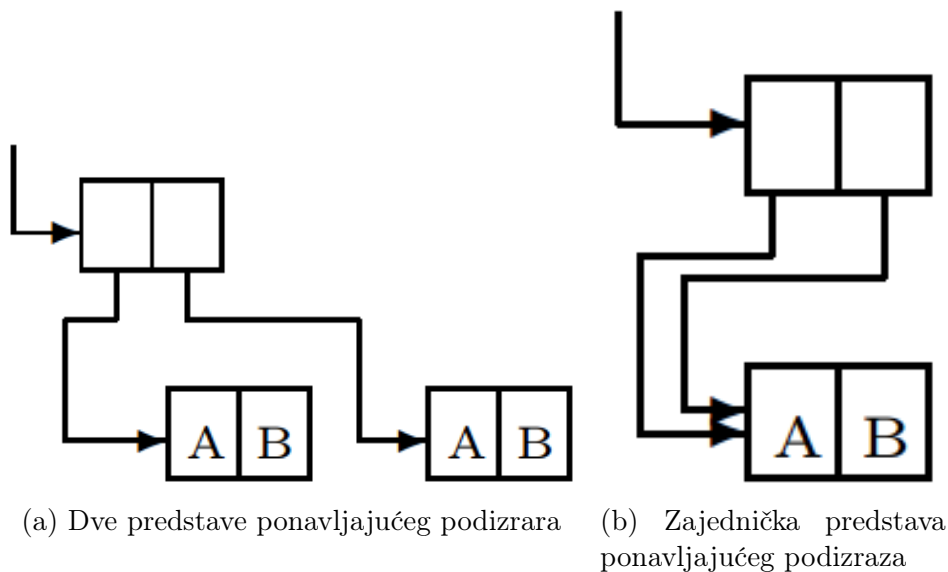 A B
A B
A B
(a) Dve predstave ponavljajućeg podizrara
(b) Zajednička predstava
ponavljajućeg podizraza